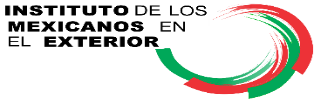 INSTITUTO DE LOS
MEXICANOS EN
EL EXTERIOR